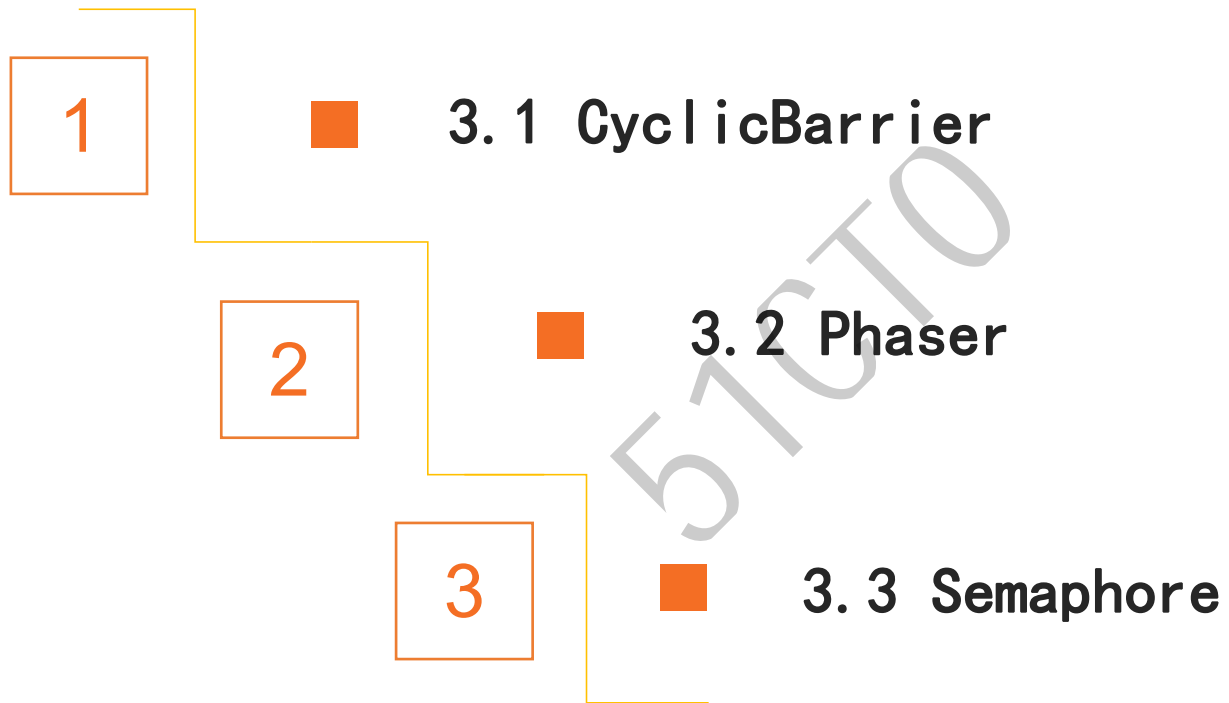 1
3.1 CyclicBarrier
2
3.2 Phaser
3
3.3 Semaphore
51CTO